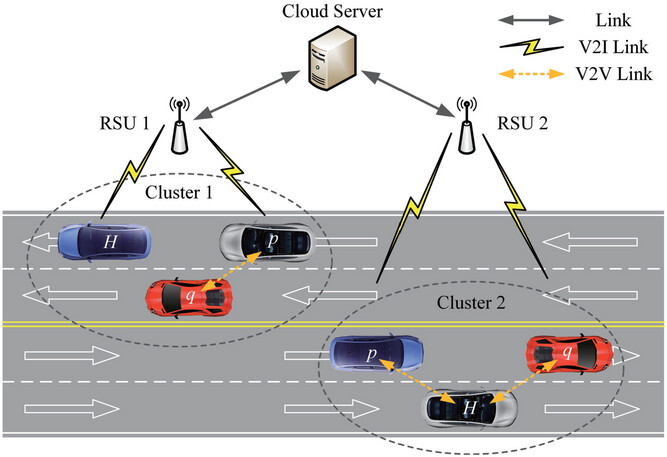 Cloud Server
Link
V2I Link
V2V Link
RSU 1
RSU 2
Cluster 1
H
p
q
Cluster 2
p
q
H